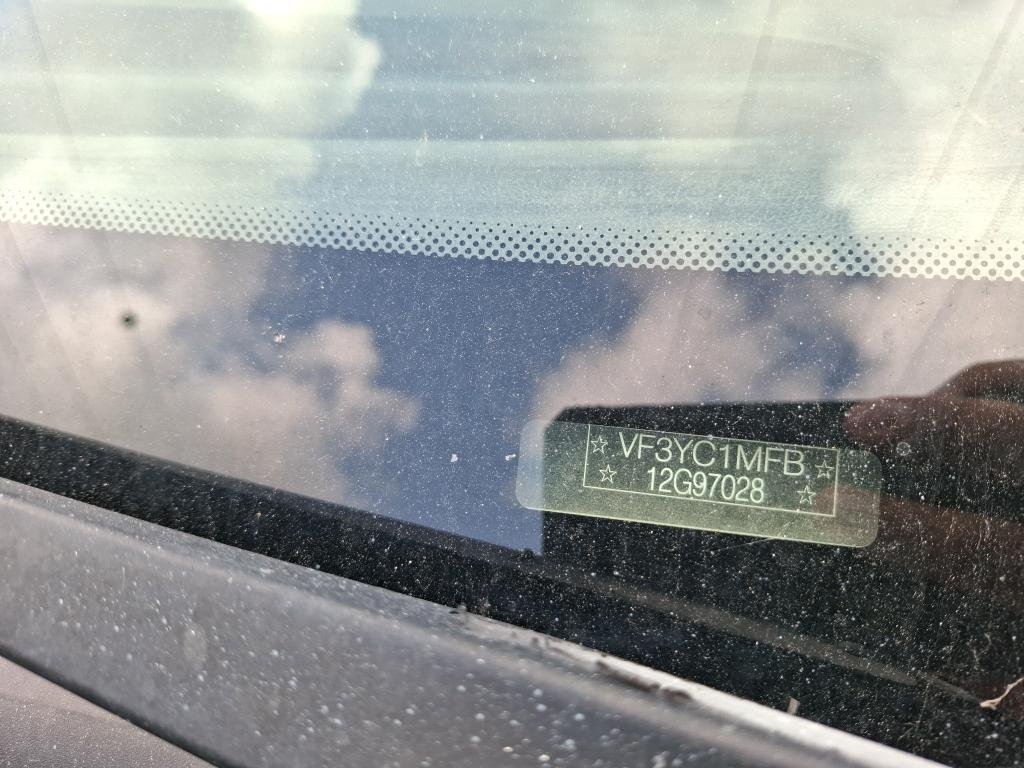 ☆ VF3YC1MFB ☆
☆ 12G97028 ☆